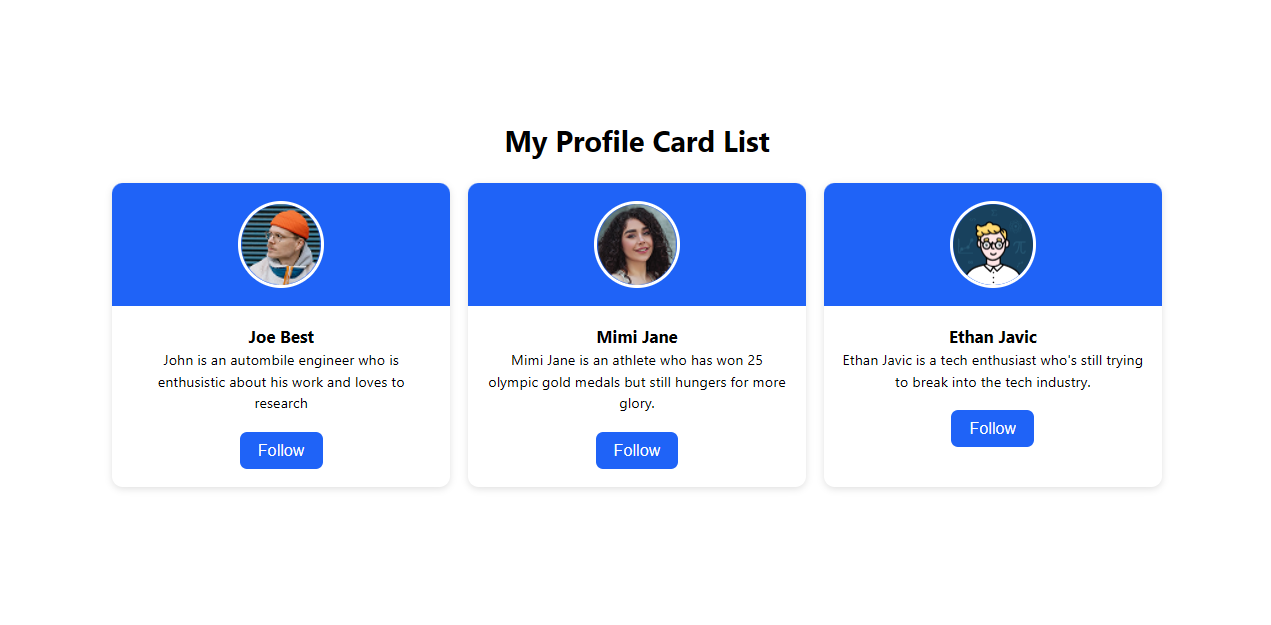 My Profile Card List
Joe Best
John is an autombile engineer who is
enthusistic about his work and loves to
research
Follow
Mimi Jane
Mimi Jane is an athlete who has won 25
olympic gold medals but still hungers for more
glory.
Follow
Ethan Javic
Ethan Javic is a tech enthusiast who's still trying
to break into the tech industry.
Follow